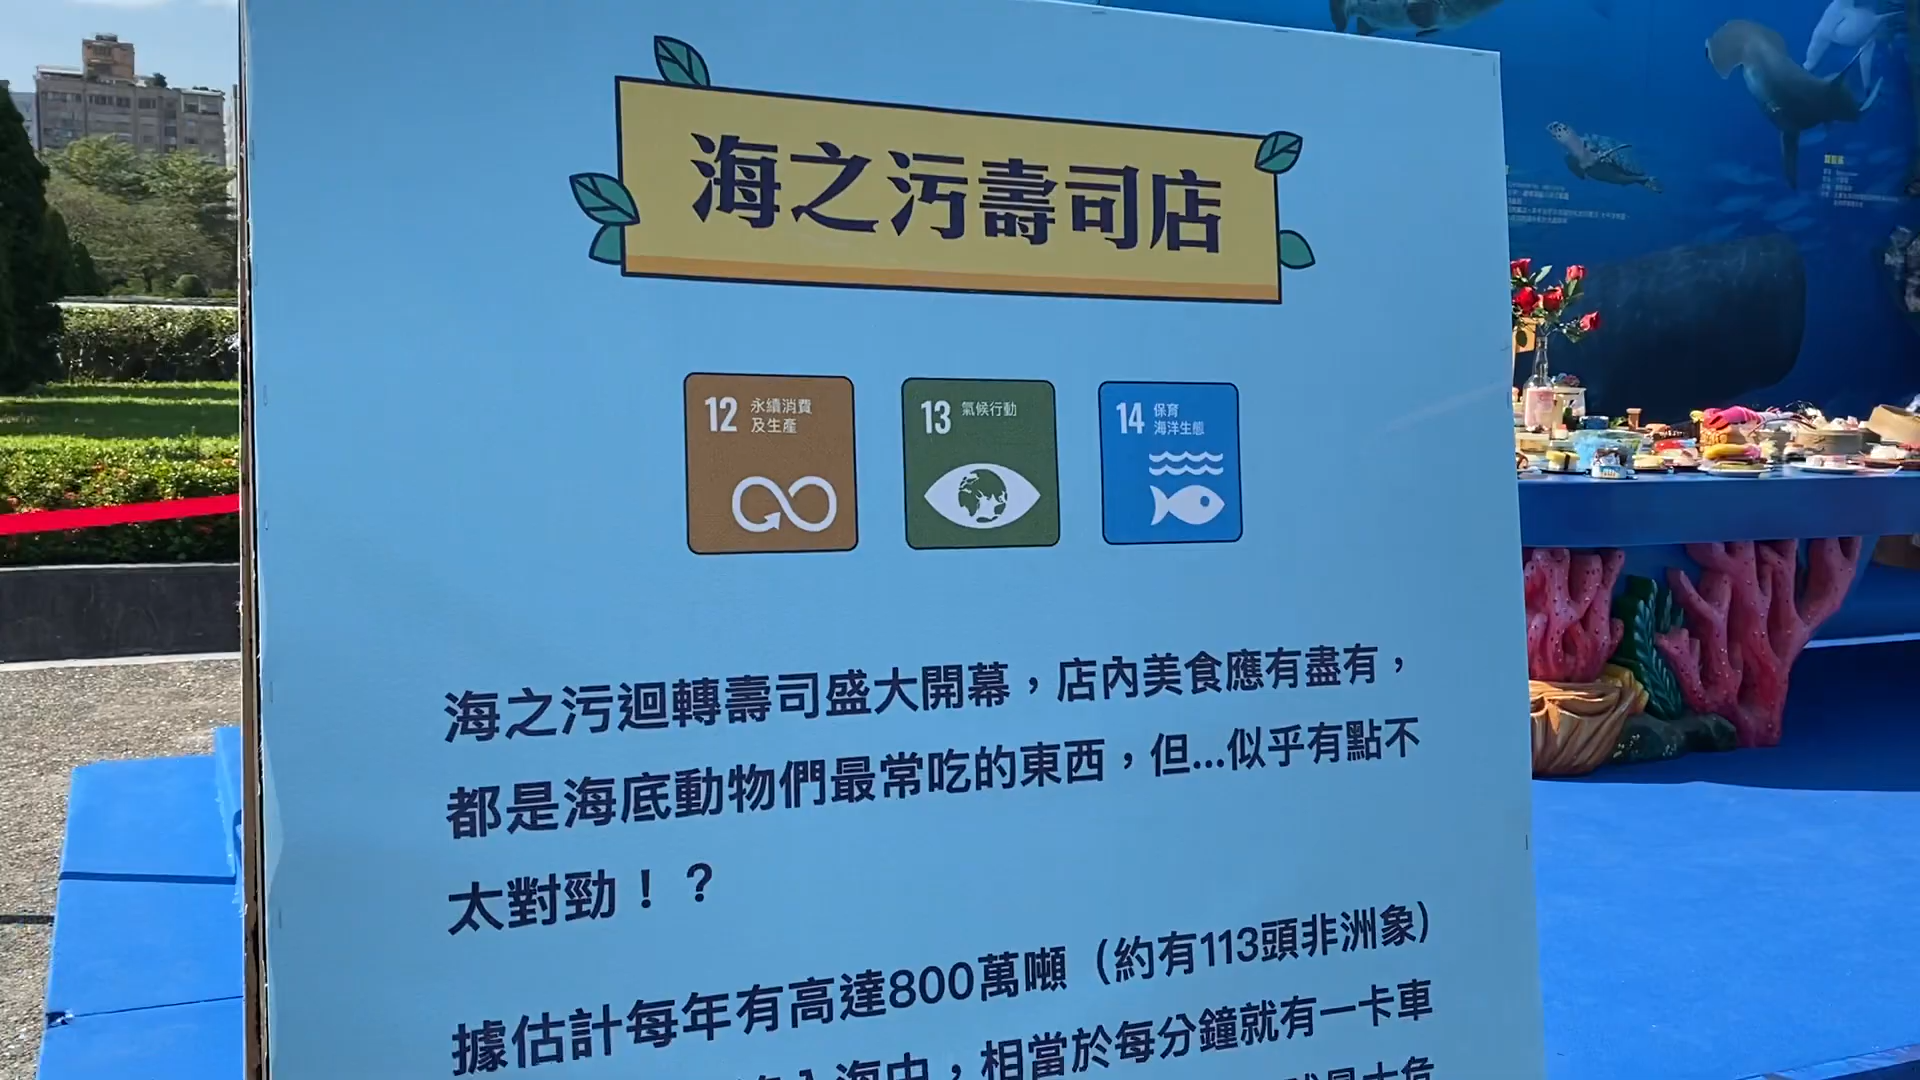 海之污壽司店
12 永續消費
及生產
13 氣候行動
14 保育
海洋生態
海之污迴轉壽司盛大開幕，店內美食應有盡有，
都是海底動物們最常吃的東西，但...似乎有點不
太對勁！？
據估計每年有高達800萬噸（約有113頭非洲象）
入海中，相當於每分鐘就有一卡車